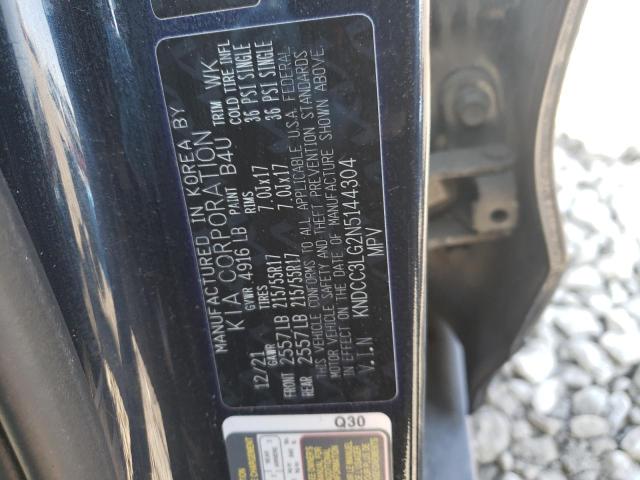 MANUFACTURED IN KOREA BY
KIA CORPORATION
12/21 GVWR 4916 LB PAINT B4U TRIM WK
GAWR TIRES RIMS COLD TIRE INFL
FRONT 2557LB 215/55R17 7.0Jx17 36 PSI SINGLE
REAR 2557LB 215/55R17 7.0Jx17 36 PSI SINGLE
THIS VEHICLE CONFORMS TO ALL APPLICABLE U.S.A. FEDERAL
MOTOR VEHICLE SAFETY AND THEFT PREVENTION STANDARDS
IN EFFECT ON THE DATE OF MANUFACTURE SHOWN ABOVE.
V.I.N KNDCC3LG2N5144304
MPV
Q30